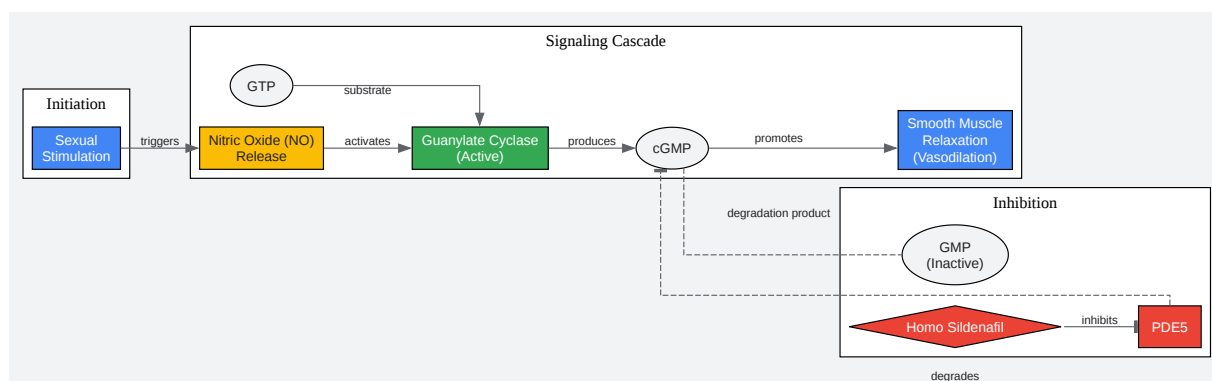 Signaling Cascade
GTP
substrate
Initiation
Sexual
Stimulation
triggers
Nitric Oxide (NO)
Release
activates
Guanylate Cyclase
(Active)
produces
cGMP
promotes
Smooth Muscle
Relaxation
(Vasodilation)
Inhibition
degradation product
GMP
(Inactive)
Homo Sildenafil
inhibits
PDE5
degrades